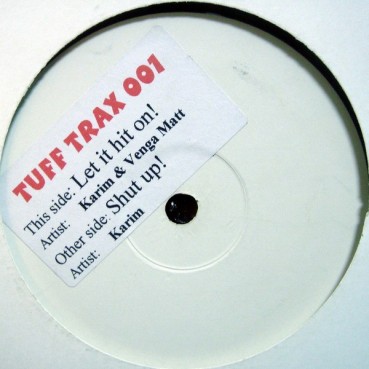 TUFF TRAX 001
This side: Let it hit on!
Artist: Karim & Venga Matt
Other side: Shut up!
Artist: Karim